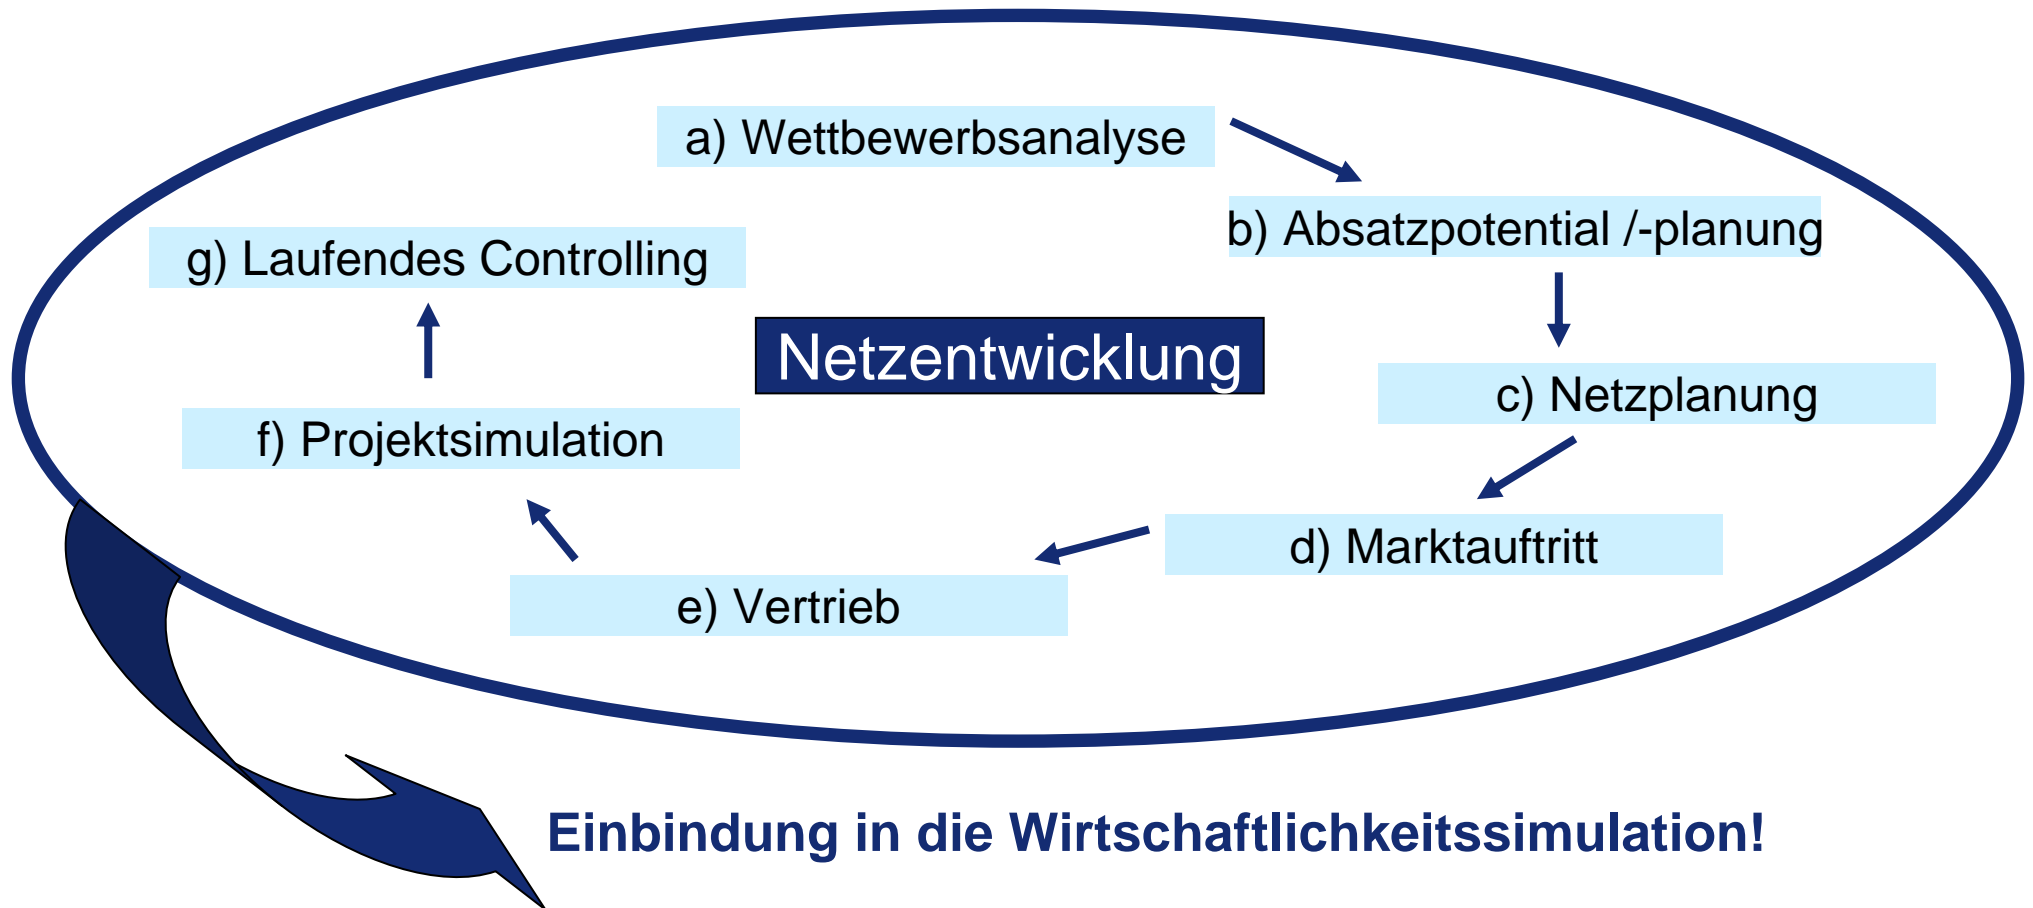 a) Wettbewerbsanalyse
b) Absatzpotential /-planung
g) Laufendes Controlling
Netzentwicklung
c) Netzplanung
f) Projektsimulation
d) Marktauftritt
e) Vertrieb
Einbindung in die Wirtschaftlichkeitssimulation!